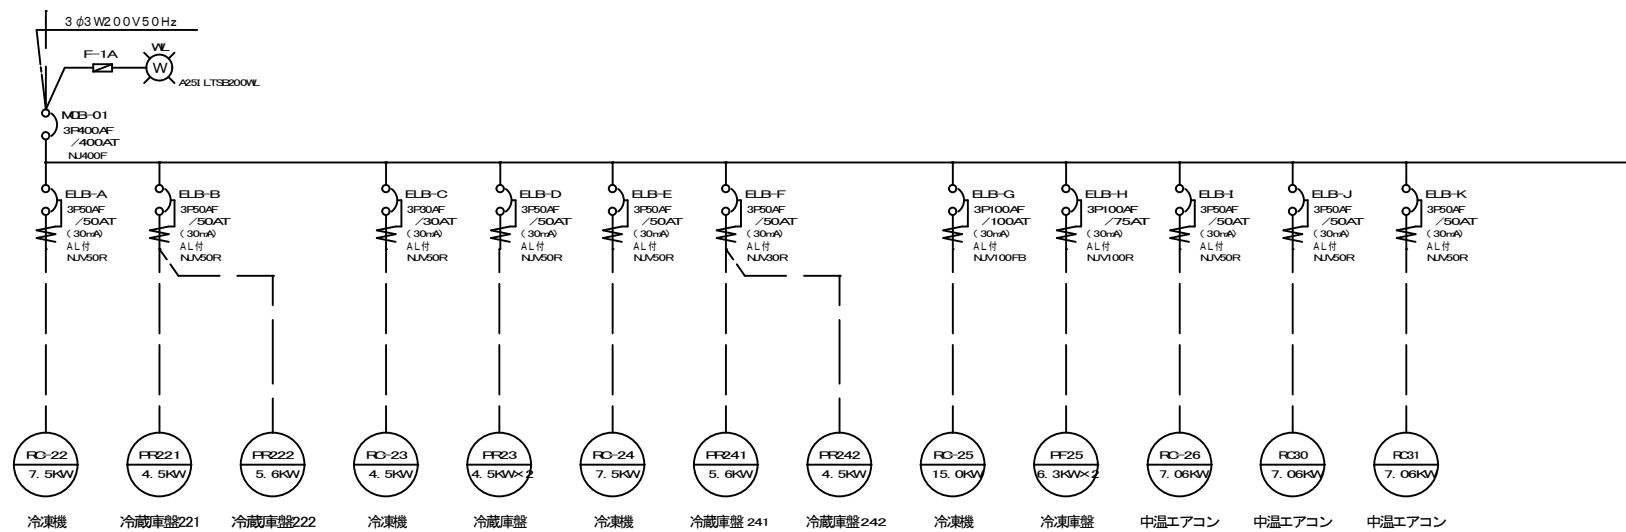 3φ3W200V50Hz
F-1A
WL
W
A25I LTSB200WL
MCB-01
3P400AF
/400AT
NJ400F
ELB-A
3P50AF
/50AT
(30mA)
AL付
NJV50R
ELB-B
3P50AF
/50AT
(30mA)
AL付
NJV50R
ELB-C
3P30AF
/30AT
(30mA)
AL付
NJV50R
ELB-D
3P50AF
/50AT
(30mA)
AL付
NJV50R
ELB-E
3P50AF
/50AT
(30mA)
AL付
NJV50R
ELB-F
3P50AF
/50AT
(30mA)
AL付
NJV30R
ELB-G
3P100AF
/100AT
(30mA)
AL付
NJV100FB
ELB-H
3P100AF
/75AT
(30mA)
AL付
NJV100R
ELB-I
3P50AF
/50AT
(30mA)
AL付
NJV50R
ELB-J
3P50AF
/50AT
(30mA)
AL付
NJV50R
ELB-K
3P50AF
/50AT
(30mA)
AL付
NJV50R
RC-22
7.5KW
冷凍機
PR221
4.5KW
冷蔵庫盤221
PR222
5.6KW
冷蔵庫盤222
RC-23
4.5KW
冷凍機
PR23
4.5KW×2
冷蔵庫盤
RC-24
7.5KW
冷凍機
PR241
5.6KW
冷蔵庫盤241
PR242
4.5KW
冷蔵庫盤242
RC-25
15.0KW
冷凍機
PF25
6.3KW×2
冷凍庫盤
RC-26
7.06KW
中温エアコン
RC30
7.06KW
中温エアコン
RC31
7.06KW
中温エアコン